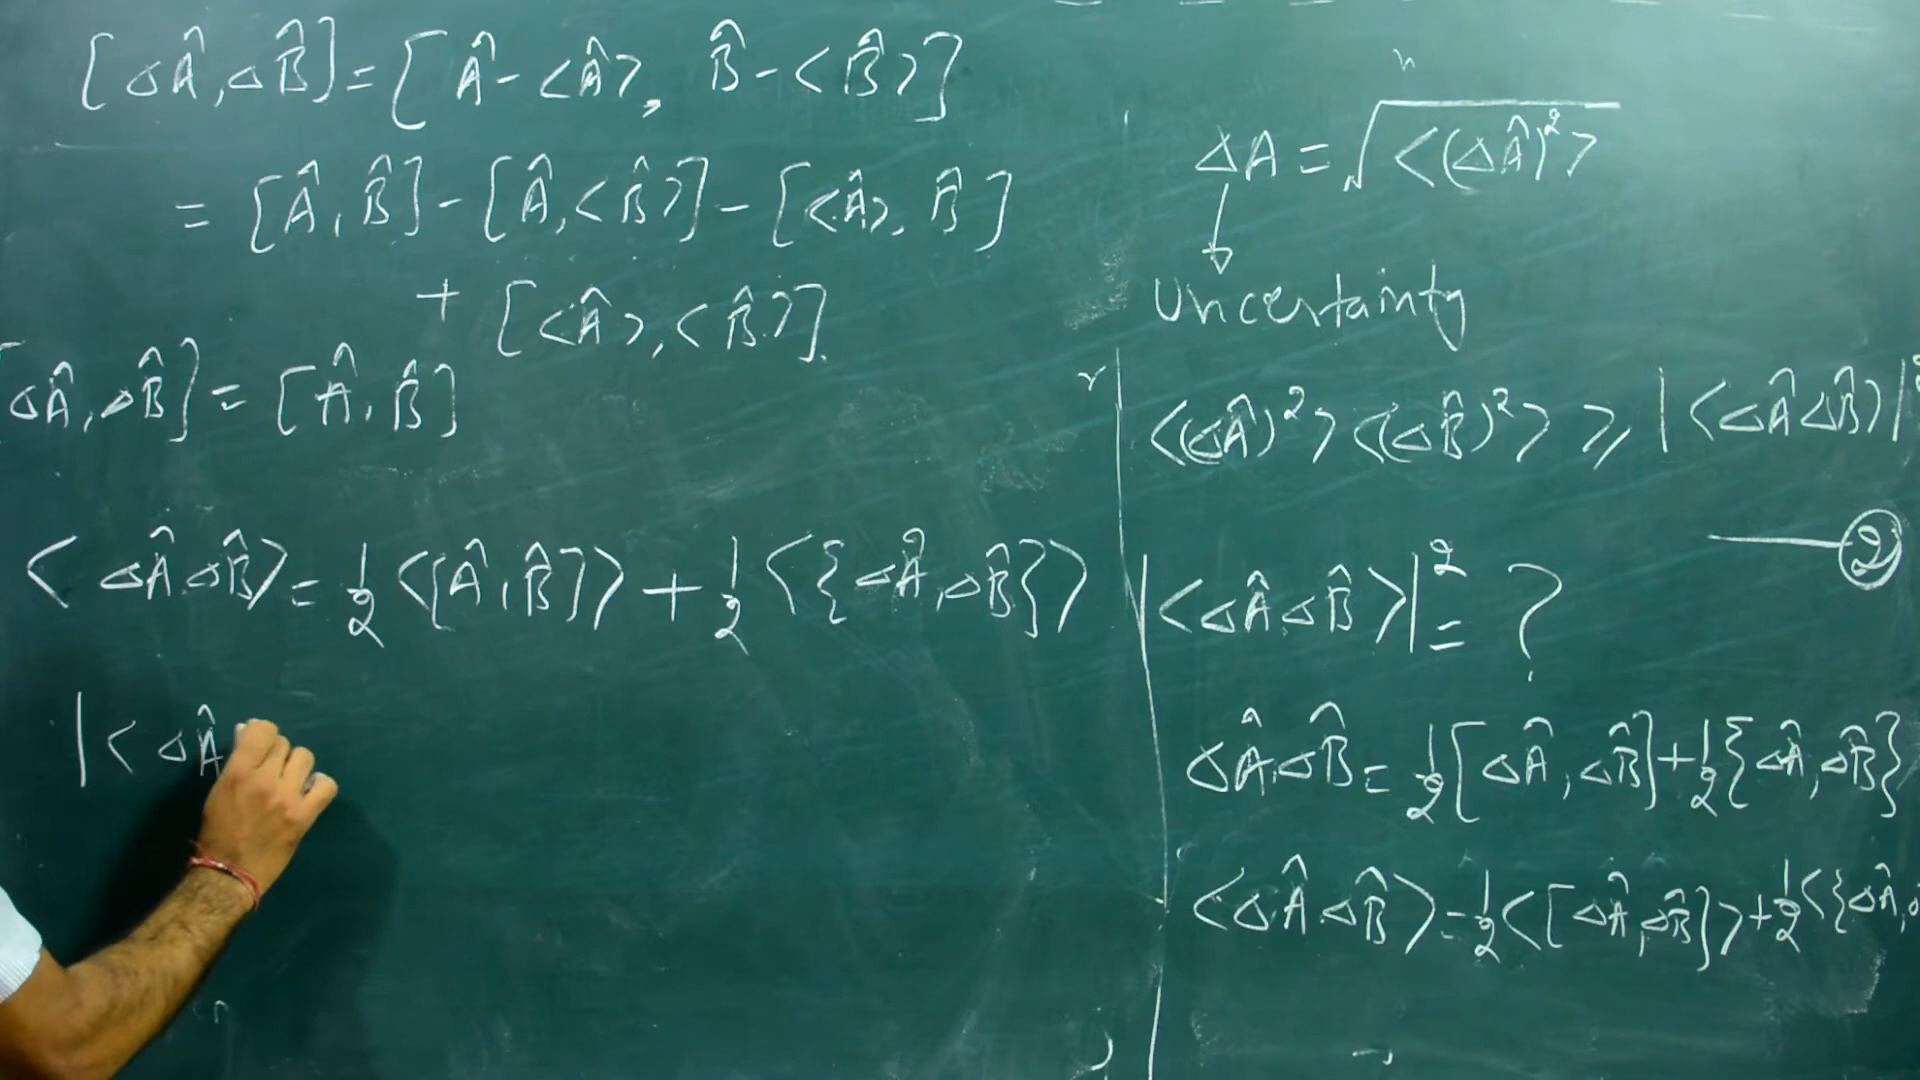 [ΔÂ, ΔB̂] = [Â - <Â>, B̂ - <B̂>]
= [Â, B̂] - [Â, <B̂>] - [<Â>, B̂]
+ [<Â>, <B̂>]
[ΔÂ, ΔB̂] = [Â, B̂]
<ΔÂ ΔB̂> = 1/2 <[Â, B̂]> + 1/2 <{ΔÂ, ΔB̂}>
|<ΔÂ
ΔA = √<(ΔÂ)²>
Uncertainty
<(ΔÂ)²> <(ΔB̂)²> ≥ |<ΔÂ ΔB̂>|²
— ②
|<ΔÂ ΔB̂>|² = ?
ΔÂ ΔB̂ = 1/2 [ΔÂ, ΔB̂] + 1/2 {ΔÂ, ΔB̂}
<ΔÂ ΔB̂> = 1/2 <[ΔÂ, ΔB̂]> + 1/2 <{ΔÂ,